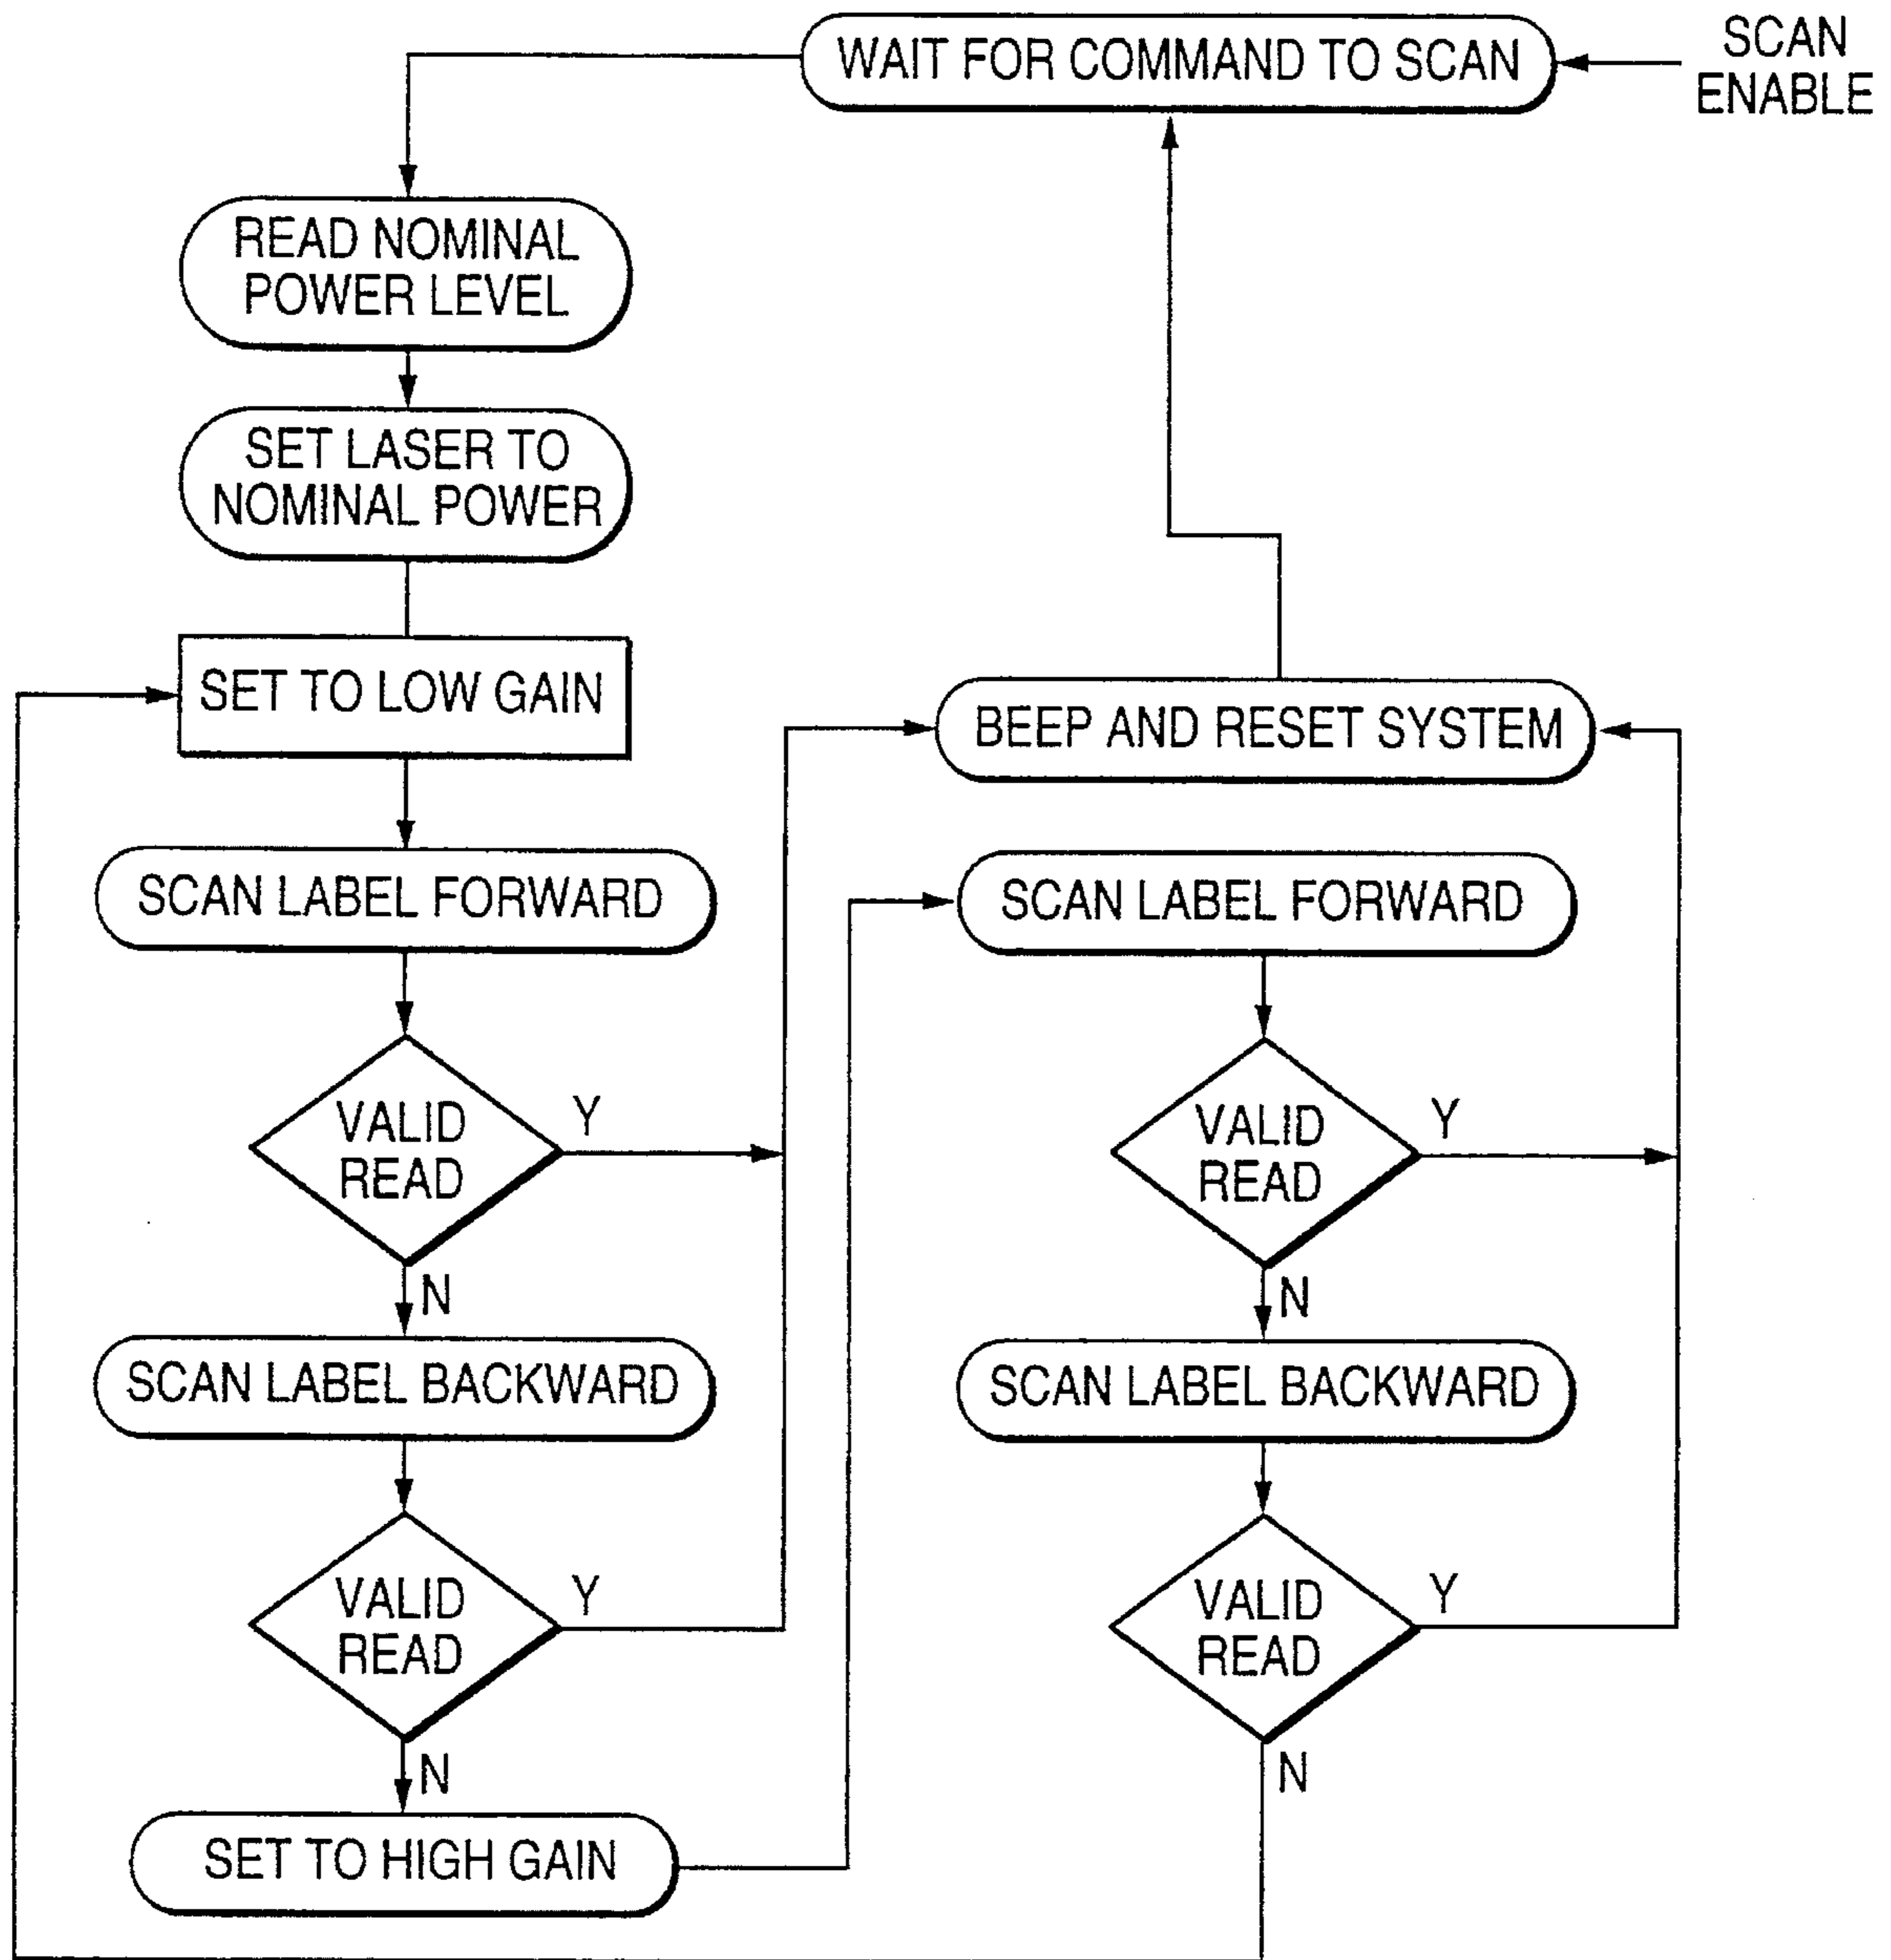 WAIT FOR COMMAND TO SCAN
SCAN
ENABLE
READ NOMINAL
POWER LEVEL
SET LASER TO
NOMINAL POWER
SET TO LOW GAIN
SCAN LABEL FORWARD
VALID
READ
Y
N
SCAN LABEL BACKWARD
VALID
READ
Y
N
SET TO HIGH GAIN
BEEP AND RESET SYSTEM
SCAN LABEL FORWARD
VALID
READ
Y
N
SCAN LABEL BACKWARD
VALID
READ
Y
N